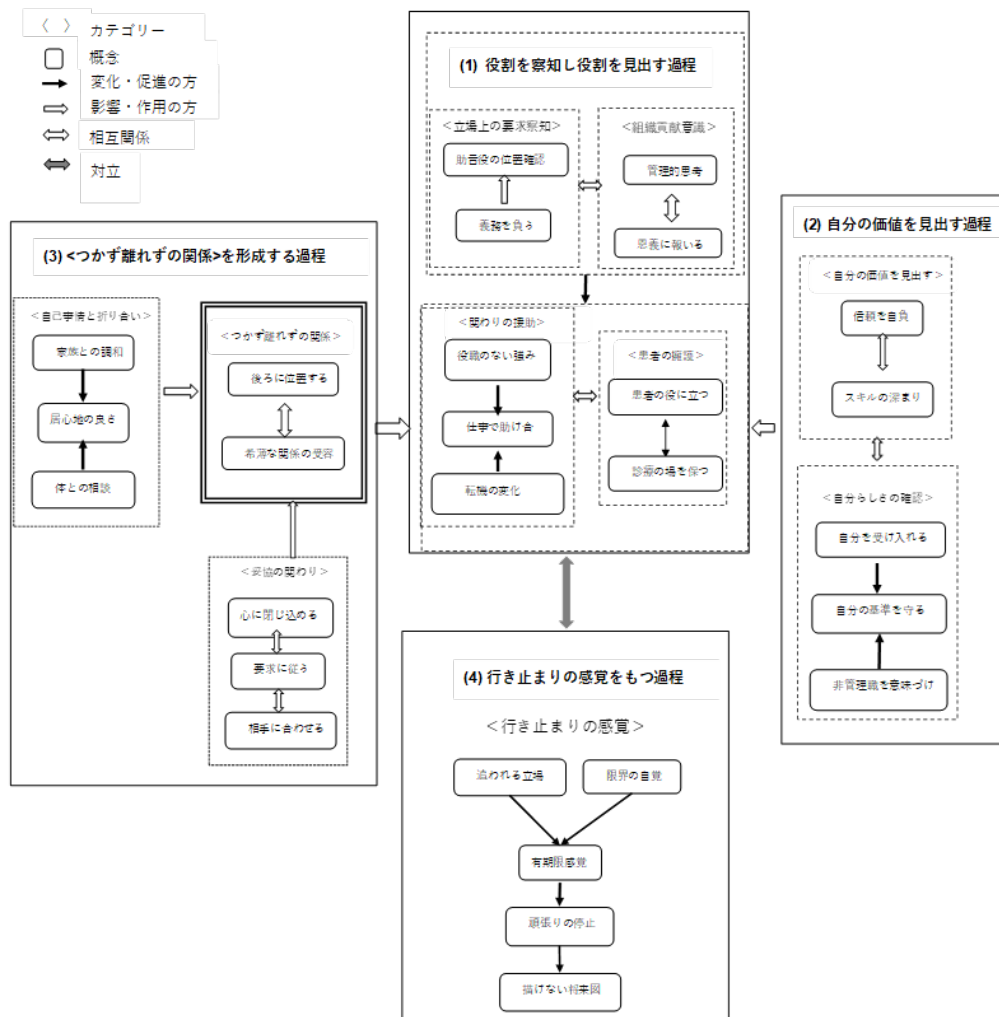 〈 〉 カテゴリー
概念
変化・促進の方
影響・作用の方
相互関係
対立
(1) 役割を察知し役割を見出す過程
＜立場上の要求察知＞
助言役の位置確認
義務を負う
＜組織貢献意識＞
管理的思考
恩義に報いる
＜関わりの援助＞
役職のない強み
仕事で助け合
転機の変化
＜患者の擁護＞
患者の役に立つ
診療の場を保つ
(2) 自分の価値を見出す過程
＜自分の価値を見出す＞
信頼を自負
スキルの深まり
＜自分らしさの確認＞
自分を受け入れる
自分の基準を守る
非管理職を意味づけ
(3) <つかず離れずの関係>を形成する過程
＜自己事情と折り合い＞
家族との調和
居心地の良さ
体との相談
＜つかず離れずの関係＞
後ろに位置する
希薄な関係の受容
＜妥協の関わり＞
心に閉じ込める
要求に従う
相手に合わせる
(4) 行き止まりの感覚をもつ過程
＜行き止まりの感覚＞
追われる立場
限界の自覚
有期限感覚
頑張りの停止
描けない将来図